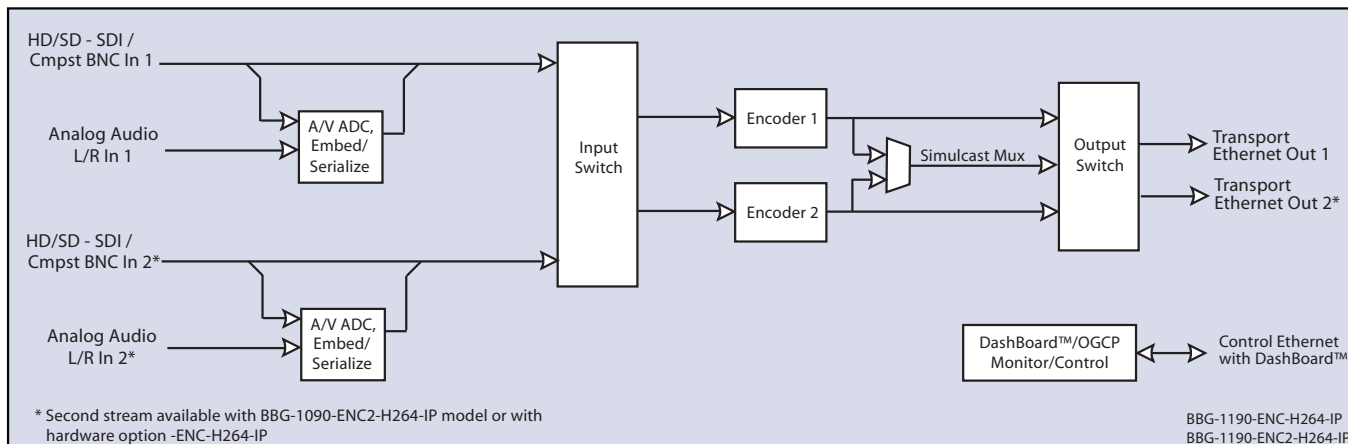 HD/SD - SDI /
Cmpst BNC In 1
Analog Audio
L/R In 1
A/V ADC,
Embed/
Serialize
HD/SD - SDI /
Cmpst BNC In 2*
Analog Audio
L/R In 2*
A/V ADC,
Embed/
Serialize
Input
Switch
Encoder 1
Encoder 2
Simulcast Mux
Output
Switch
Transport
Ethernet Out 1
Transport
Ethernet Out 2*
DashBoard™/OGCP
Monitor/Control
Control Ethernet
with DashBoard™
* Second stream available with BBG-1090-ENC2-H264-IP model or with
hardware option -ENC-H264-IP
BBG-1190-ENC-H264-IP
BBG-1190-ENC2-H264-IP